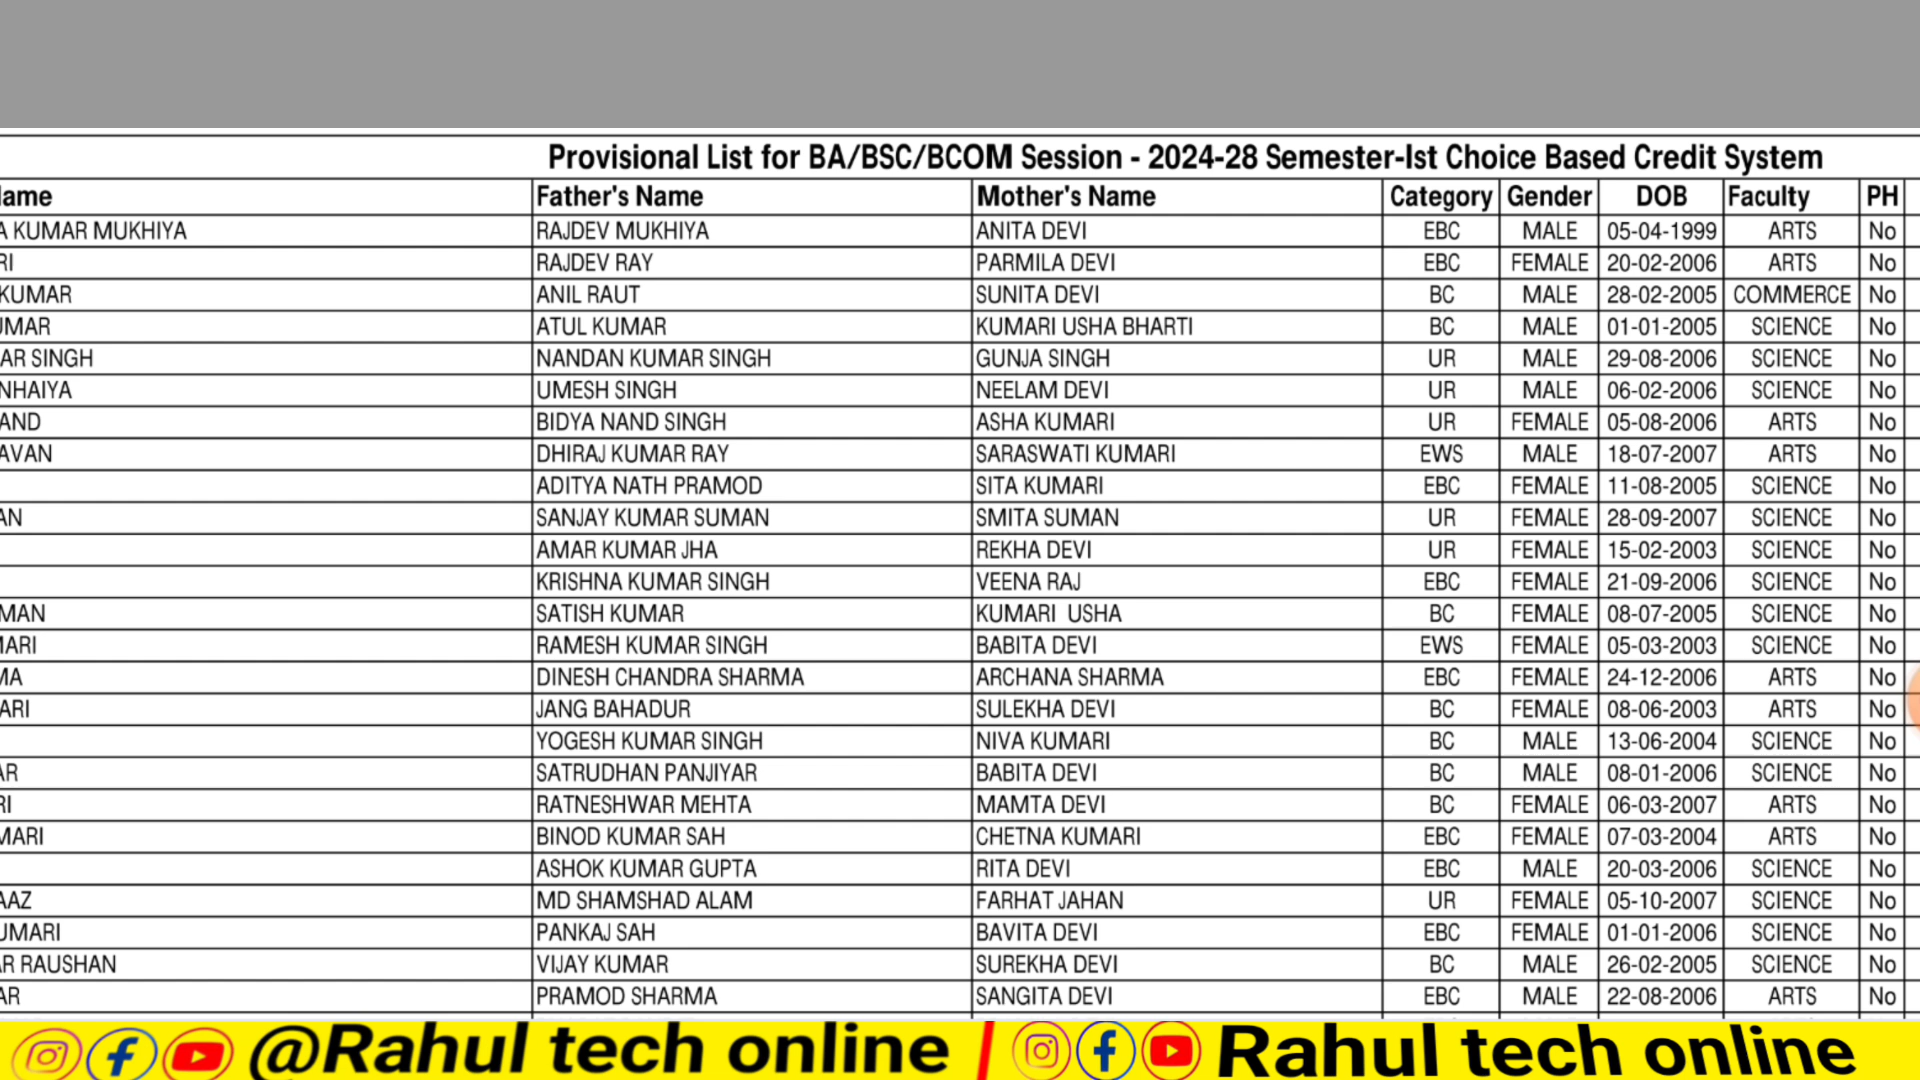 Provisional List for BA/BSC/BCOM Session - 2024-28 Semester-Ist Choice Based Credit System
lame Father's Name Mother's Name Category Gender DOB Faculty PH
A KUMAR MUKHIYA RAJDEV MUKHIYA ANITA DEVI EBC MALE 05-04-1999 ARTS No
RI RAJDEV RAY PARMILA DEVI EBC FEMALE 20-02-2006 ARTS No
KUMAR ANIL RAUT SUNITA DEVI BC MALE 28-02-2005 COMMERCE No
UMAR ATUL KUMAR KUMARI USHA BHARTI BC MALE 01-01-2005 SCIENCE No
AR SINGH NANDAN KUMAR SINGH GUNJA SINGH UR MALE 29-08-2006 SCIENCE No
NHAIYA UMESH SINGH NEELAM DEVI UR MALE 06-02-2006 SCIENCE No
AND BIDYA NAND SINGH ASHA KUMARI UR FEMALE 05-08-2006 ARTS No
AVAN DHIRAJ KUMAR RAY SARASWATI KUMARI EWS MALE 18-07-2007 ARTS No
ADITYA NATH PRAMOD SITA KUMARI EBC FEMALE 11-08-2005 SCIENCE No
AN SANJAY KUMAR SUMAN SMITA SUMAN UR FEMALE 28-09-2007 SCIENCE No
AMAR KUMAR JHA REKHA DEVI UR FEMALE 15-02-2003 SCIENCE No
KRISHNA KUMAR SINGH VEENA RAJ EBC FEMALE 21-09-2006 SCIENCE No
MAN SATISH KUMAR KUMARI USHA BC FEMALE 08-07-2005 SCIENCE No
MARI RAMESH KUMAR SINGH BABITA DEVI EWS FEMALE 05-03-2003 SCIENCE No
MA DINESH CHANDRA SHARMA ARCHANA SHARMA EBC FEMALE 24-12-2006 ARTS No
ARI JANG BAHADUR SULEKHA DEVI BC FEMALE 08-06-2003 ARTS No
YOGESH KUMAR SINGH NIVA KUMARI BC MALE 13-06-2004 SCIENCE No
AR SATRUDHAN PANJIYAR BABITA DEVI BC MALE 08-01-2006 SCIENCE No
RI RATNESHWAR MEHTA MAMTA DEVI BC FEMALE 06-03-2007 ARTS No
MARI BINOD KUMAR SAH CHETNA KUMARI EBC FEMALE 07-03-2004 ARTS No
ASHOK KUMAR GUPTA RITA DEVI EBC MALE 20-03-2006 SCIENCE No
AAZ MD SHAMSHAD ALAM FARHAT JAHAN UR FEMALE 05-10-2007 SCIENCE No
UMARI PANKAJ SAH BAVITA DEVI EBC FEMALE 01-01-2006 SCIENCE No
AR RAUSHAN VIJAY KUMAR SUREKHA DEVI BC MALE 26-02-2005 SCIENCE No
AR PRAMOD SHARMA SANGITA DEVI EBC MALE 22-08-2006 ARTS No
@Rahul tech online | Rahul tech online